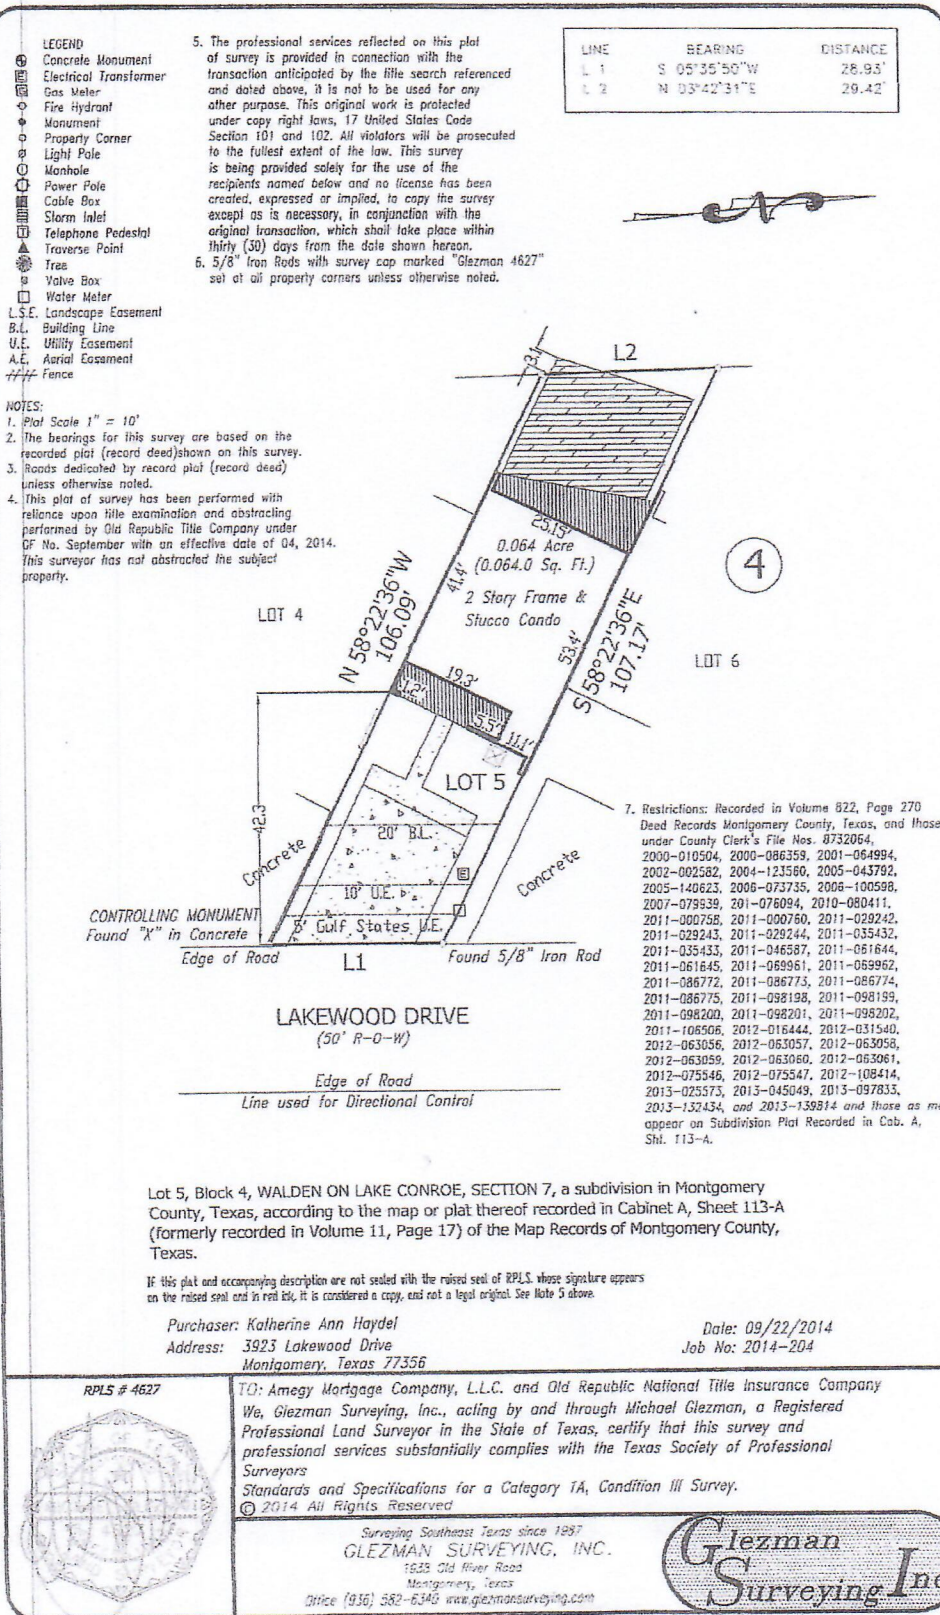 LEGEND
Concrete Monument
Electrical Transformer
Gas Meter
Fire Hydrant
Monument
Property Corner
Light Pole
Manhole
Power Pole
Cable Box
Storm Inlet
Telephone Pedestal
Traverse Point
Tree
Valve Box
Water Meter
L.S.E. Landscape Easement
B.L. Building Line
U.E. Utility Easement
A.E. Aerial Easement
Fence
NOTES:
1. Plat Scale 1" = 10'
2. The bearings for this survey are based on the
recorded plat (record deed)shown on this survey.
3. Roads dedicated by record plat (record deed)
unless otherwise noted.
4. This plat of survey has been performed with
reliance upon title examination and abstracting
performed by Old Republic Title Company under
GF No. September with an effective date of 04, 2014.
This surveyor has not abstracted the subject
property.
5. The professional services reflected on this plat
of survey is provided in connection with the
transaction anticipated by the title search referenced
and dated above, it is not to be used for any
other purpose. This original work is protected
under copy right laws, 17 United States Code
Section 101 and 102. All violators will be prosecuted
to the fullest extent of the law. This survey
is being provided solely for the use of the
recipients named below and no license has been
created, expressed or implied, to copy the survey
except as is necessary, in conjunction with the
original transaction, which shall take place within
thirty (30) days from the date shown hereon.
6. 5/8" Iron Rods with survey cap marked "Glezman 4627"
set at all property corners unless otherwise noted.
LINE BEARING DISTANCE
L 1 S 05°35'50"W 28.93'
L 2 N 03°42'31"E 29.42'
N
3.1
L2
25.15'
0.064 Acre
(0.064.0 Sq. Ft.)
2 Story Frame &
Stucco Condo
4
41.4'
N 58°22'36"W
106.09'
53.4'
S 58°22'36"E
107.17'
LOT 4
LOT 6
19.3'
1.2'
5.5'
11.1'
LOT 5
42.3
20' B.L.
Concrete
Concrete
10' U.E.
5' Gulf States U.E.
CONTROLLING MONUMENT
Found "X" in Concrete
Edge of Road
L1
Found 5/8" Iron Rod
LAKEWOOD DRIVE
(50' R-O-W)
Edge of Road
Line used for Directional Control
7. Restrictions: Recorded in Volume 822, Page 270
Deed Records Montgomery County, Texas, and those
under County Clerk's File Nos. 8732064,
2000-010504, 2000-086359, 2001-064994,
2002-002582, 2004-123560, 2005-043792,
2005-140623, 2006-073735, 2006-100598,
2007-079939, 201-076094, 2010-080411,
2011-000758, 2011-000760, 2011-029242,
2011-029243, 2011-029244, 2011-035432,
2011-035433, 2011-046587, 2011-061644,
2011-061645, 2011-069961, 2011-069962,
2011-086772, 2011-086773, 2011-086774,
2011-086775, 2011-098198, 2011-098199,
2011-098200, 2011-098201, 2011-098202,
2011-106506, 2012-016444, 2012-031540,
2012-063056, 2012-063057, 2012-063058,
2012-063059, 2012-063060, 2012-063061,
2012-075546, 2012-075547, 2012-108414,
2013-025573, 2013-045049, 2013-097833,
2013-132434, and 2013-139814 and those as m
appear on Subdivision Plat Recorded in Cab. A,
Sht. 113-A.
Lot 5, Block 4, WALDEN ON LAKE CONROE, SECTION 7, a subdivision in Montgomery
County, Texas, according to the map or plat thereof recorded in Cabinet A, Sheet 113-A
(formerly recorded in Volume 11, Page 17) of the Map Records of Montgomery County,
Texas.
If this plat and accompanying description are not sealed with the raised seal of RPLS. whose signature appears
on the raised seal and in red ink, it is considered a copy, and not a legal original. See Note 5 above.
Purchaser: Katherine Ann Haydel
Address: 3923 Lakewood Drive
Montgomery, Texas 77356
Date: 09/22/2014
Job No: 2014-204
RPLS # 4627
TO: Amegy Mortgage Company, L.L.C. and Old Republic National Title Insurance Company
We, Glezman Surveying, Inc., acting by and through Michael Glezman, a Registered
Professional Land Surveyor in the State of Texas, certify that this survey and
professional services substantially complies with the Texas Society of Professional
Surveyors
Standards and Specifications for a Category 1A, Condition III Survey.
© 2014 All Rights Reserved
Surveying Southeast Texas since 1987
GLEZMAN SURVEYING, INC.
1933 Old River Road
Montgomery, Texas
Office (936) 582-6340 www.glezmansurveying.com
Glezman
Surveying Inc